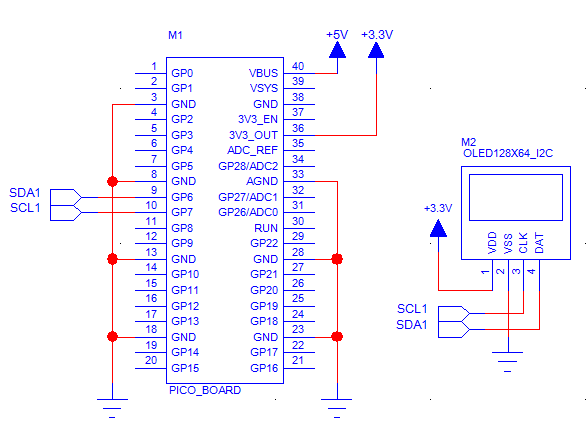 M1
+5V +3.3V
1 GP0 VBUS 40
2 GP1 VSYS 39
3 GND GND 38
4 GP2 3V3_EN 37
5 GP3 3V3_OUT 36
6 GP4 ADC_REF 35
7 GP5 GP28/ADC2 34
8 GND AGND 33
SDA1 9 GP6 GP27/ADC1 32
SCL1 10 GP7 GP26/ADC0 31
11 GP8 RUN 30
12 GP9 GP22 29
13 GND GND 28
14 GP10 GP21 27
15 GP11 GP20 26
16 GP12 GP19 25
17 GP13 GP18 24
18 GND GND 23
19 GP14 GP17 22
20 GP15 GP16 21
PICO_BOARD
M2
OLED128X64_I2C
+3.3V
VDD VSS CLK DAT
1 2 3 4
SCL1
SDA1